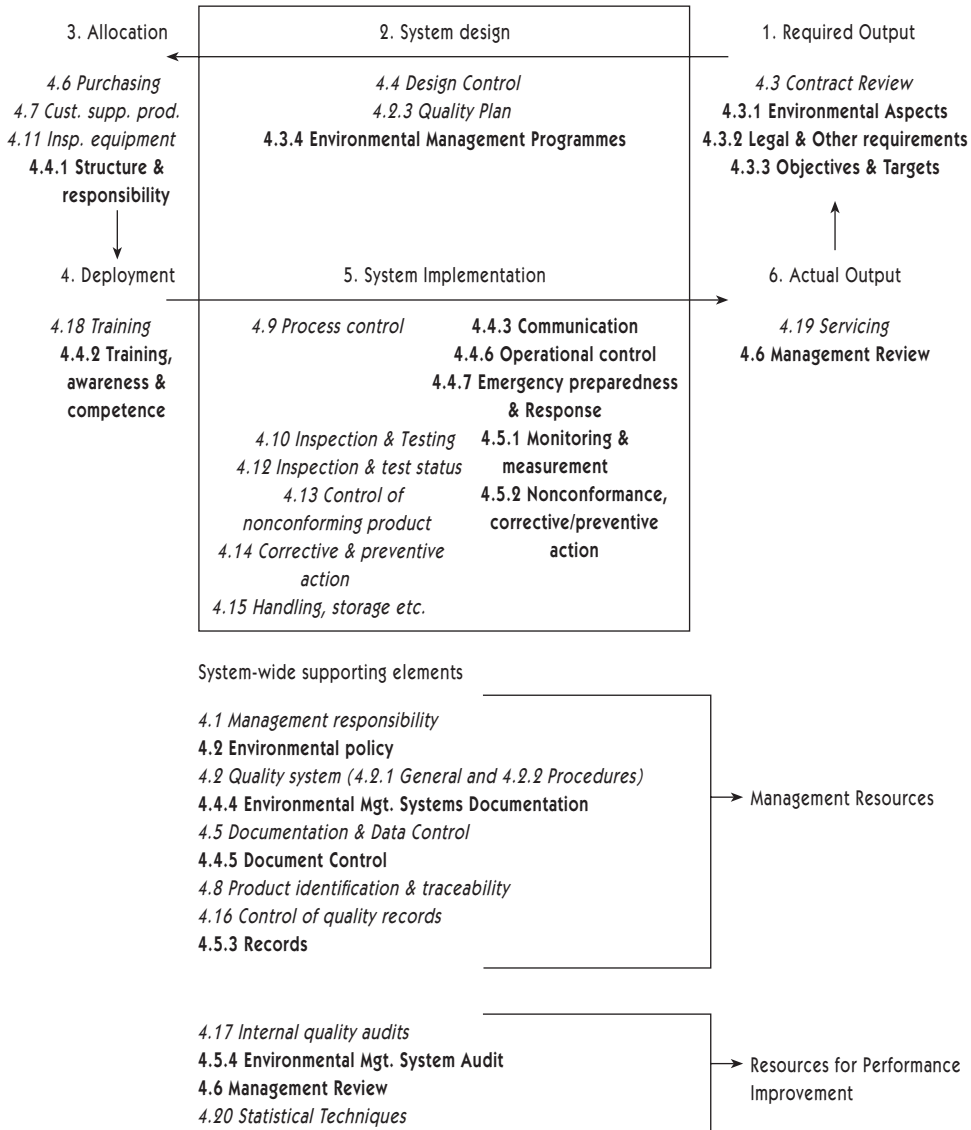 3. Allocation
2. System design
1. Required Output
4.6 Purchasing
4.7 Cust. supp. prod.
4.11 Insp. equipment
4.4.1 Structure &
responsibility
4.4 Design Control
4.2.3 Quality Plan
4.3.4 Environmental Management Programmes
4.3 Contract Review
4.3.1 Environmental Aspects
4.3.2 Legal & Other requirements
4.3.3 Objectives & Targets
4. Deployment
5. System Implementation
6. Actual Output
4.18 Training
4.4.2 Training,
awareness &
competence
4.9 Process control
4.10 Inspection & Testing
4.12 Inspection & test status
4.13 Control of
nonconforming product
4.14 Corrective & preventive
action
4.15 Handling, storage etc.
4.4.3 Communication
4.4.6 Operational control
4.4.7 Emergency preparedness
& Response
4.5.1 Monitoring &
measurement
4.5.2 Nonconformance,
corrective/preventive
action
4.19 Servicing
4.6 Management Review
System-wide supporting elements
4.1 Management responsibility
4.2 Environmental policy
4.2 Quality system (4.2.1 General and 4.2.2 Procedures)
4.4.4 Environmental Mgt. Systems Documentation
4.5 Documentation & Data Control
4.4.5 Document Control
4.8 Product identification & traceability
4.16 Control of quality records
4.5.3 Records
Management Resources
4.17 Internal quality audits
4.5.4 Environmental Mgt. System Audit
4.6 Management Review
4.20 Statistical Techniques
Resources for Performance
Improvement